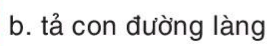 b. tả con đường làng